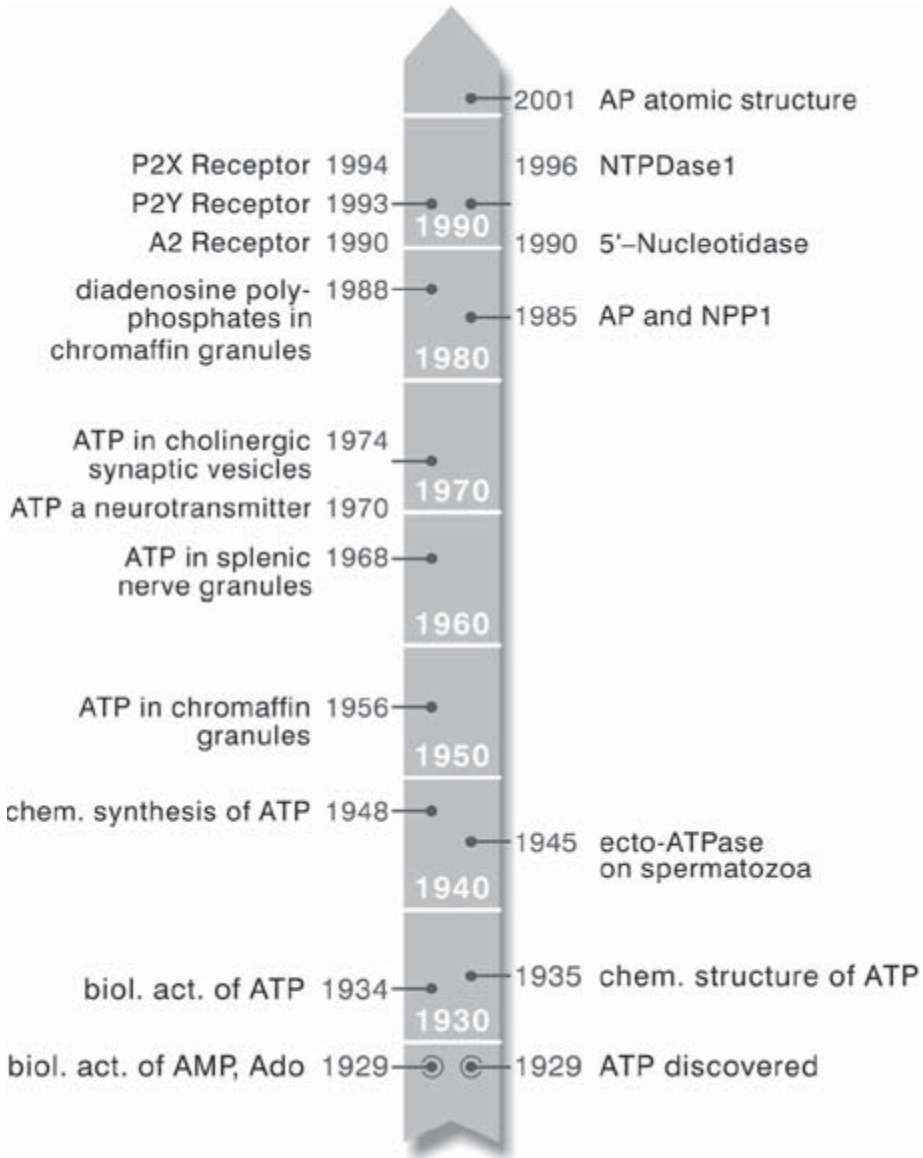 2001 AP atomic structure
P2X Receptor 1994
1996 NTPDase1
P2Y Receptor 1993
1990
A2 Receptor 1990
1990 5'–Nucleotidase
diadenosine poly-
phosphates in
chromaffin granules
1988
1985 AP and NPP1
1980
ATP in cholinergic
synaptic vesicles
1974
1970
ATP a neurotransmitter 1970
ATP in splenic
nerve granules
1968
1960
ATP in chromaffin
granules
1956
1950
chem. synthesis of ATP 1948
1945 ecto-ATPase
on spermatozoa
1940
1935 chem. structure of ATP
biol. act. of ATP 1934
1930
biol. act. of AMP, Ado 1929
1929 ATP discovered